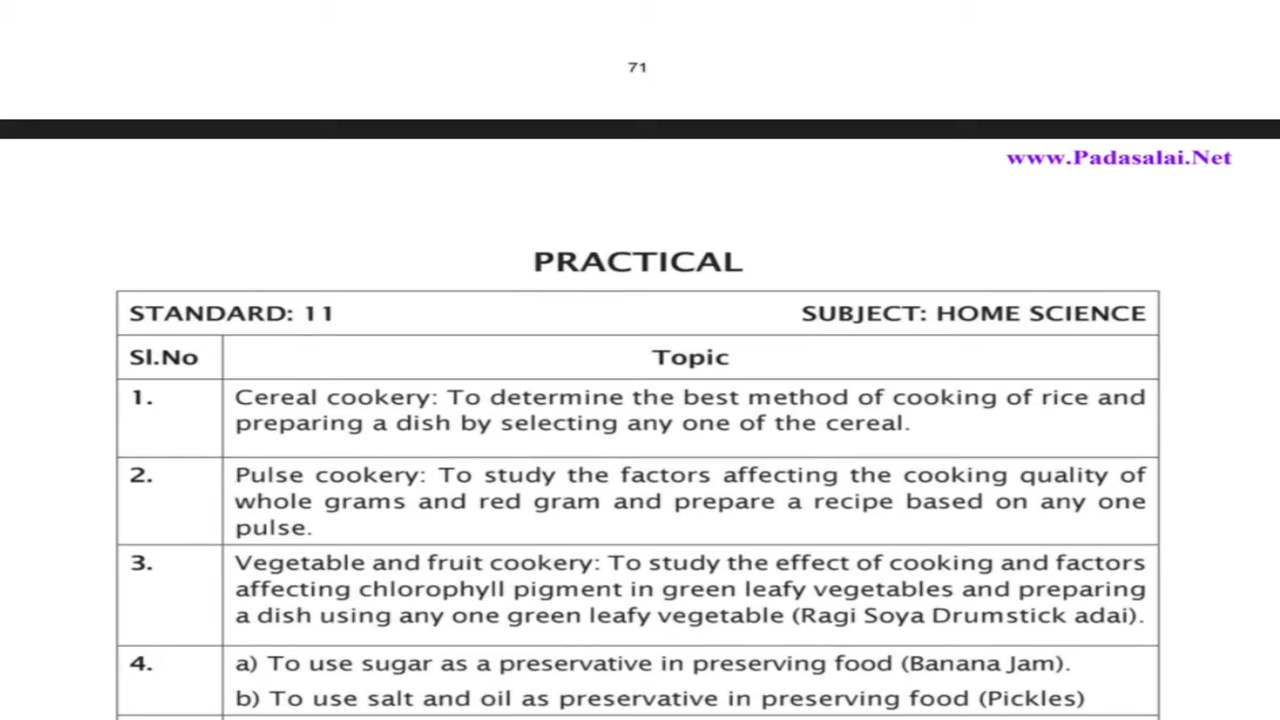 71
www.Padasalai.Net
PRACTICAL
STANDARD: 11 SUBJECT: HOME SCIENCE
Sl.No Topic
1. Cereal cookery: To determine the best method of cooking of rice and
preparing a dish by selecting any one of the cereal.
2. Pulse cookery: To study the factors affecting the cooking quality of
whole grams and red gram and prepare a recipe based on any one
pulse.
3. Vegetable and fruit cookery: To study the effect of cooking and factors
affecting chlorophyll pigment in green leafy vegetables and preparing
a dish using any one green leafy vegetable (Ragi Soya Drumstick adai).
4. a) To use sugar as a preservative in preserving food (Banana Jam).
b) To use salt and oil as preservative in preserving food (Pickles)